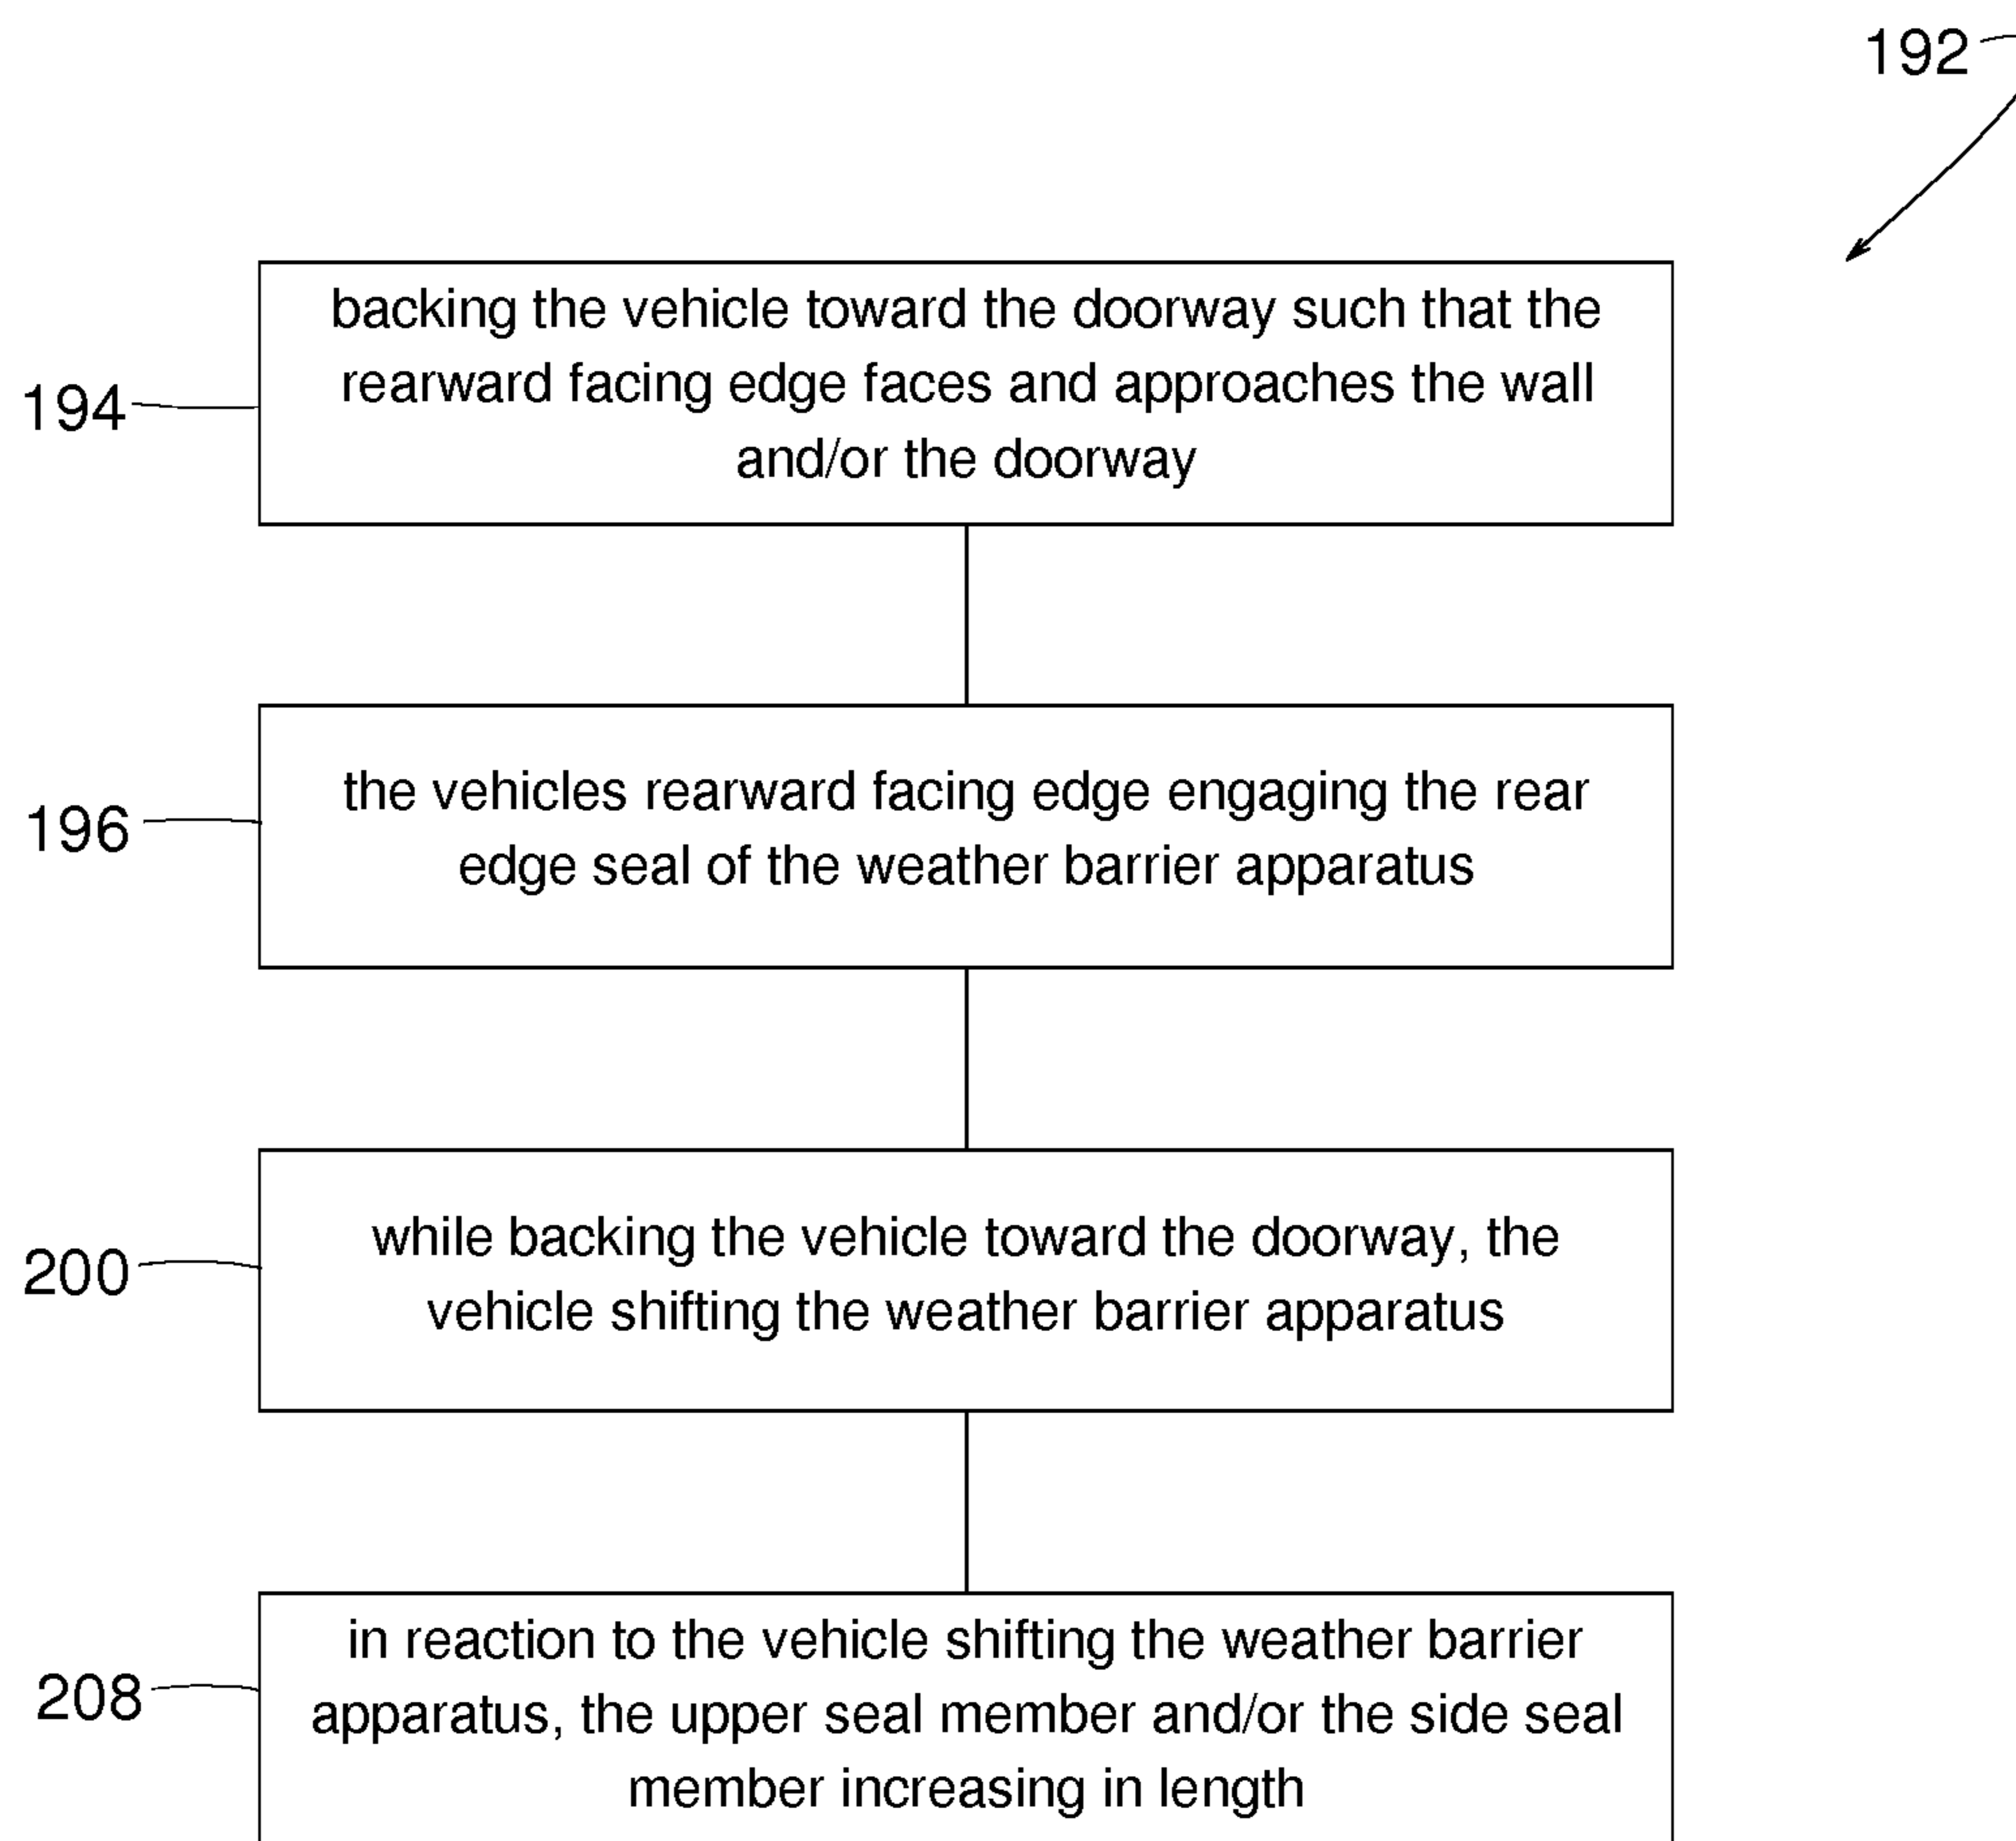 192
194
backing the vehicle toward the doorway such that the
rearward facing edge faces and approaches the wall
and/or the doorway
196
the vehicles rearward facing edge engaging the rear
edge seal of the weather barrier apparatus
200
while backing the vehicle toward the doorway, the
vehicle shifting the weather barrier apparatus
208
in reaction to the vehicle shifting the weather barrier
apparatus, the upper seal member and/or the side seal
member increasing in length